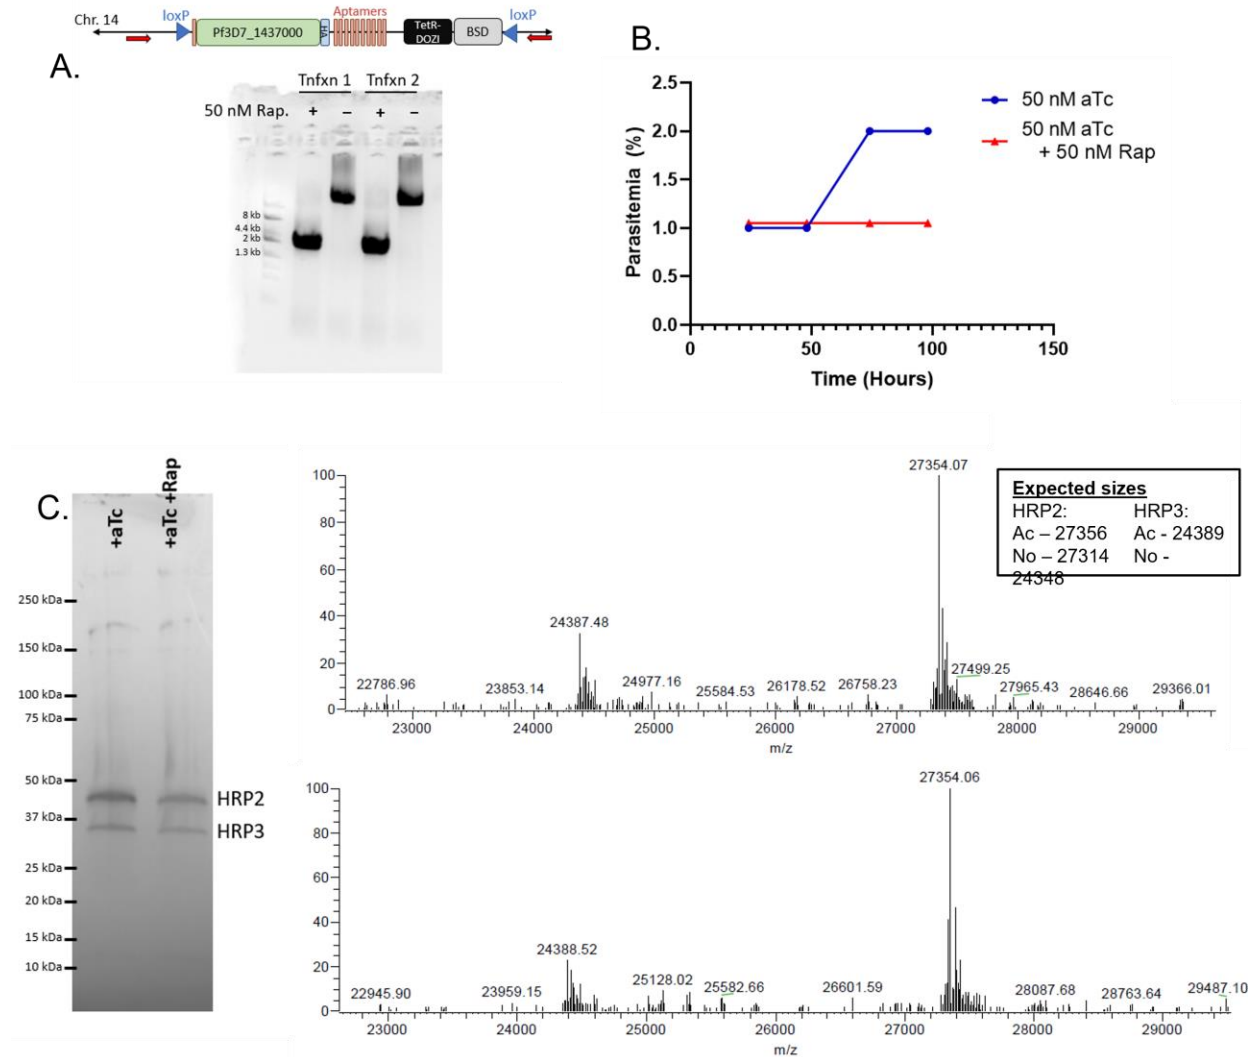 Chr. 14
loxP
Pf3D7_1437000
HA
Aptamers
TetR-
DOZI
BSD
loxP
A.
Tnfxn 1 Tnfxn 2
50 nM Rap. + – + –
8 kb
4.4 kb
2 kb
1.3 kb
B.
2.5
2.0
1.5
1.0
0.5
0.0
Parasitemia (%)
0 50 100 150
Time (Hours)
50 nM aTc
50 nM aTc
+ 50 nM Rap
C.
+aTc
+aTc +Rap
250 kDa
150 kDa
100 kDa
75 kDa
50 kDa
37 kDa
25 kDa
20 kDa
15 kDa
10 kDa
HRP2
HRP3
100
80
60
40
20
0
22786.96
23853.14
24387.48
24977.16
25584.53
26178.52
26758.23
27354.07
27499.25
27965.43
28646.66
29366.01
23000 24000 25000 26000 27000 28000 29000
m/z
Expected sizes
HRP2: HRP3:
Ac – 27356 Ac - 24389
No – 27314 No -
24348
100
80
60
40
20
0
22945.90
23959.15
24388.52
25128.02
25582.66
26601.59
27354.06
28087.68
28763.64
29487.10
23000 24000 25000 26000 27000 28000 29000
m/z